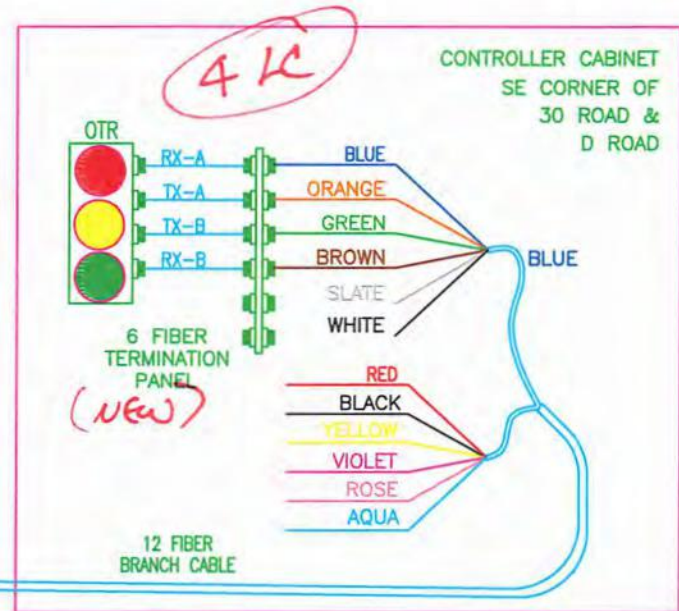 4 LC
CONTROLLER CABINET
SE CORNER OF
30 ROAD &
D ROAD
OTR
RX-A
BLUE
TX-A
ORANGE
TX-B
GREEN
RX-B
BROWN
BLUE
SLATE
WHITE
6 FIBER
TERMINATION
PANEL
(NEW)
RED
BLACK
YELLOW
VIOLET
ROSE
AQUA
12 FIBER
BRANCH CABLE